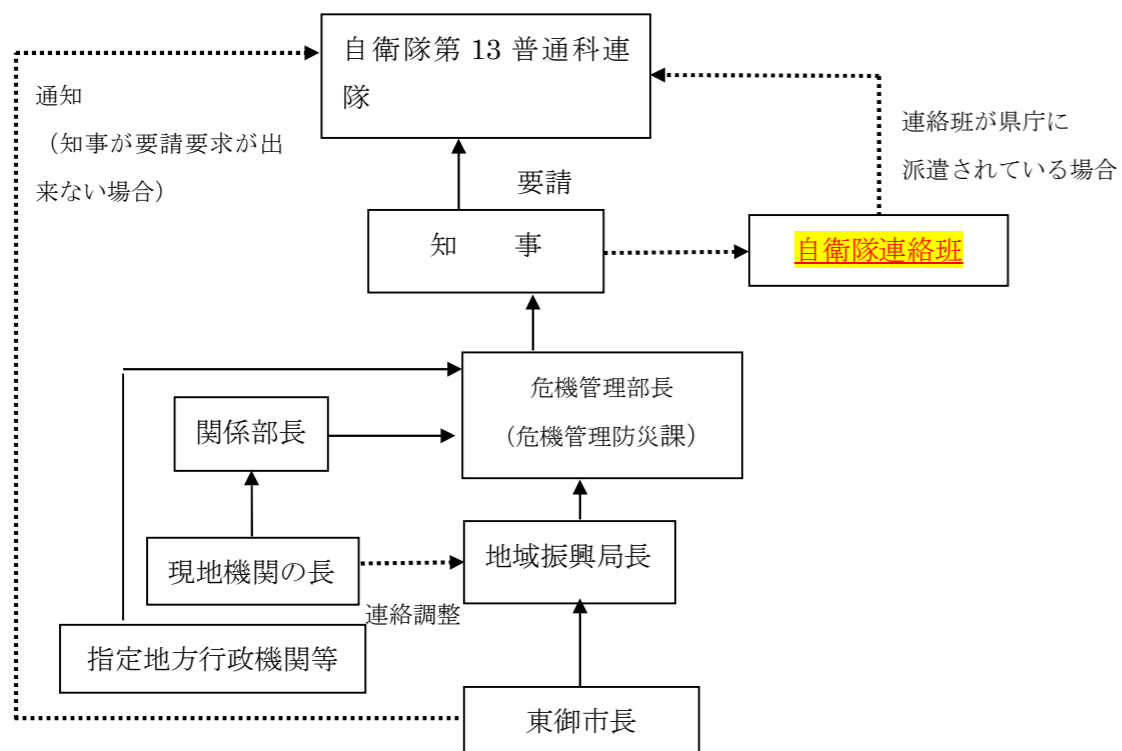 自衛隊第 13 普通科連
隊
通知
（知事が要請要求が出
来ない場合）
連絡班が県庁に
派遣されている場合
要請
知　　事
自衛隊連絡班
危機管理部長
（危機管理防災課）
関係部長
地域振興局長
現地機関の長
連絡調整
指定地方行政機関等
東御市長